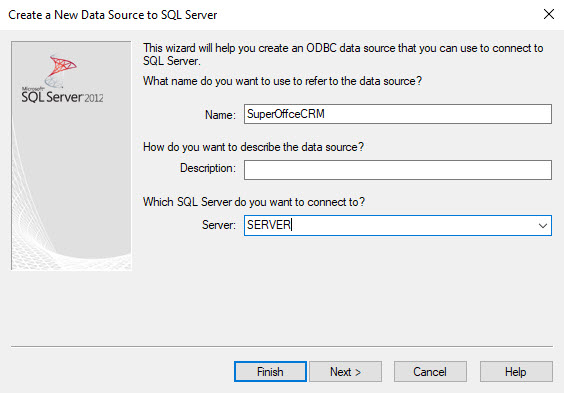 Create a New Data Source to SQL Server
This wizard will help you create an ODBC data source that you can use to connect to
SQL Server.
What name do you want to use to refer to the data source?
Name: SuperOffceCRM
How do you want to describe the data source?
Description:
Which SQL Server do you want to connect to?
Server: SERVER
Microsoft
SQL Server 2012
Finish Next > Cancel Help